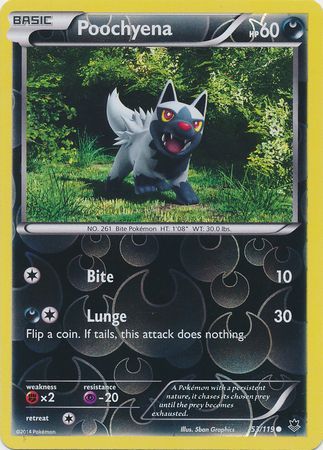 BASIC
Poochyena
HP60
NO. 261 Bite Pokémon HT: 1'08" WT: 30.0 lbs.
Bite 10
Lunge 30
Flip a coin. If tails, this attack does nothing.
weakness
×2
resistance
-20
retreat
A Pokémon with a persistent
nature, it chases its chosen prey
until the prey becomes
exhausted.
©2014 Pokémon
Illus. 5ban Graphics
53/119